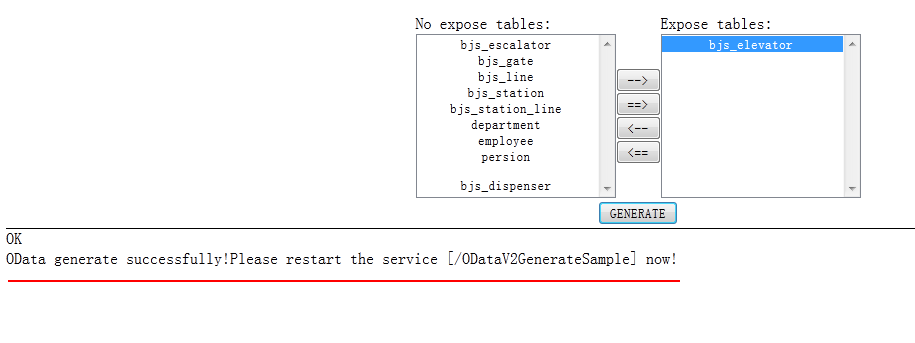 No expose tables:
Expose tables:
bjs_escalator
bjs_gate
bjs_line
bjs_station
bjs_station_line
department
employee
persion
bjs_dispenser
-->
==>
<--
<==
bjs_elevator
GENERATE
OK
OData generate successfully!Please restart the service [/ODataV2GenerateSample] now!